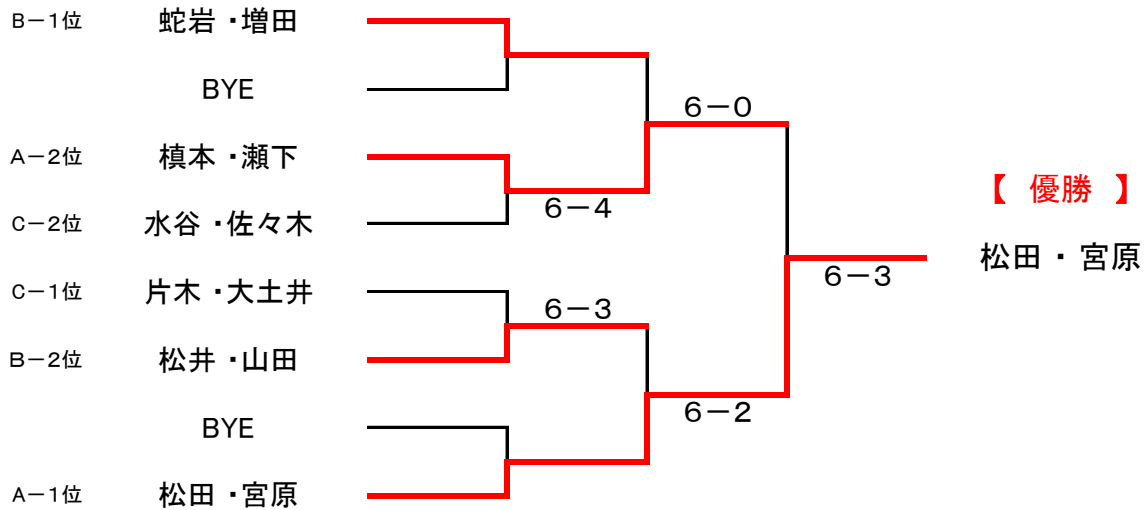 B－1位 蛇岩・増田
BYE
6－0
A－2位 槙本・瀬下
【 優勝 】
6－4
C－2位 水谷・佐々木
松田・宮原
6－3
C－1位 片木・大土井
6－3
B－2位 松井・山田
6－2
BYE
A－1位 松田・宮原